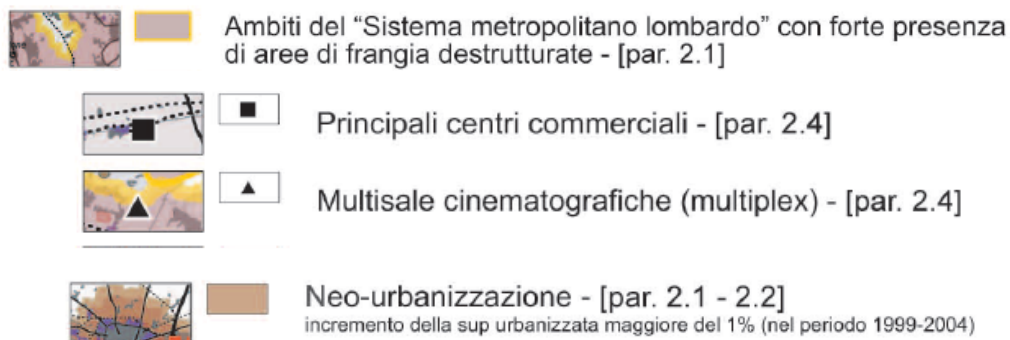 Ambiti del “Sistema metropolitano lombardo” con forte presenza
di aree di frangia destrutturate - [par. 2.1]
Principali centri commerciali - [par. 2.4]
Multisale cinematografiche (multiplex) - [par. 2.4]
Neo-urbanizzazione - [par. 2.1 - 2.2]
incremento della sup urbanizzata maggiore del 1% (nel periodo 1999-2004)